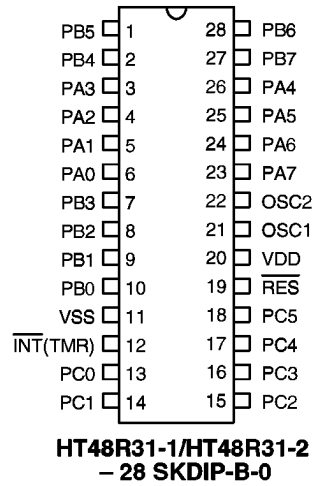 PB5 1 28 PB6
PB4 2 27 PB7
PA3 3 26 PA4
PA2 4 25 PA5
PA1 5 24 PA6
PA0 6 23 PA7
PB3 7 22 OSC2
PB2 8 21 OSC1
PB1 9 20 VDD
PB0 10 19 R̅E̅S̅
VSS 11 18 PC5
I̅N̅T̅(TMR) 12 17 PC4
PC0 13 16 PC3
PC1 14 15 PC2
HT48R31-1/HT48R31-2
– 28 SKDIP-B-0